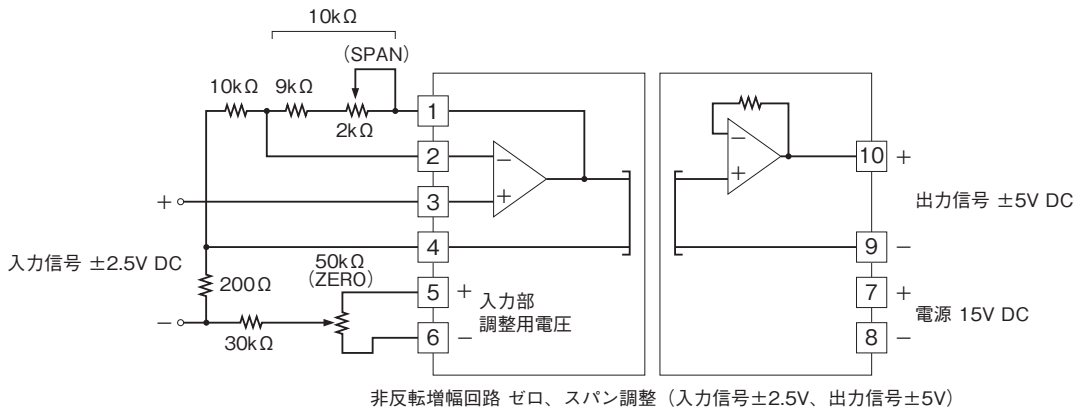 10kΩ
(SPAN)
10kΩ 9kΩ
2kΩ
1
2
3
4
5
6
+
入力信号 ±2.5V DC
−
200Ω
30kΩ
50kΩ
(ZERO)
+
−
入力部
調整用電圧
−
+
−
+
10 +
出力信号 ±5V DC
9 −
7 +
電源 15V DC
8 −
非反転増幅回路 ゼロ、スパン調整（入力信号±2.5V、出力信号±5V）